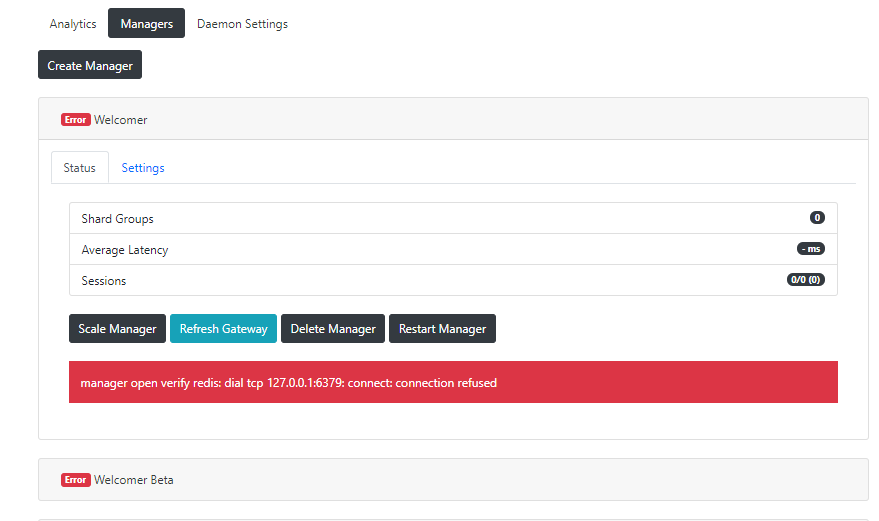 Analytics Managers Daemon Settings
Create Manager
Error Welcomer
Status Settings
Shard Groups 0
Average Latency - ms
Sessions 0/0 (0)
Scale Manager Refresh Gateway Delete Manager Restart Manager
manager open verify redis: dial tcp 127.0.0.1:6379: connect: connection refused
Error Welcomer Beta